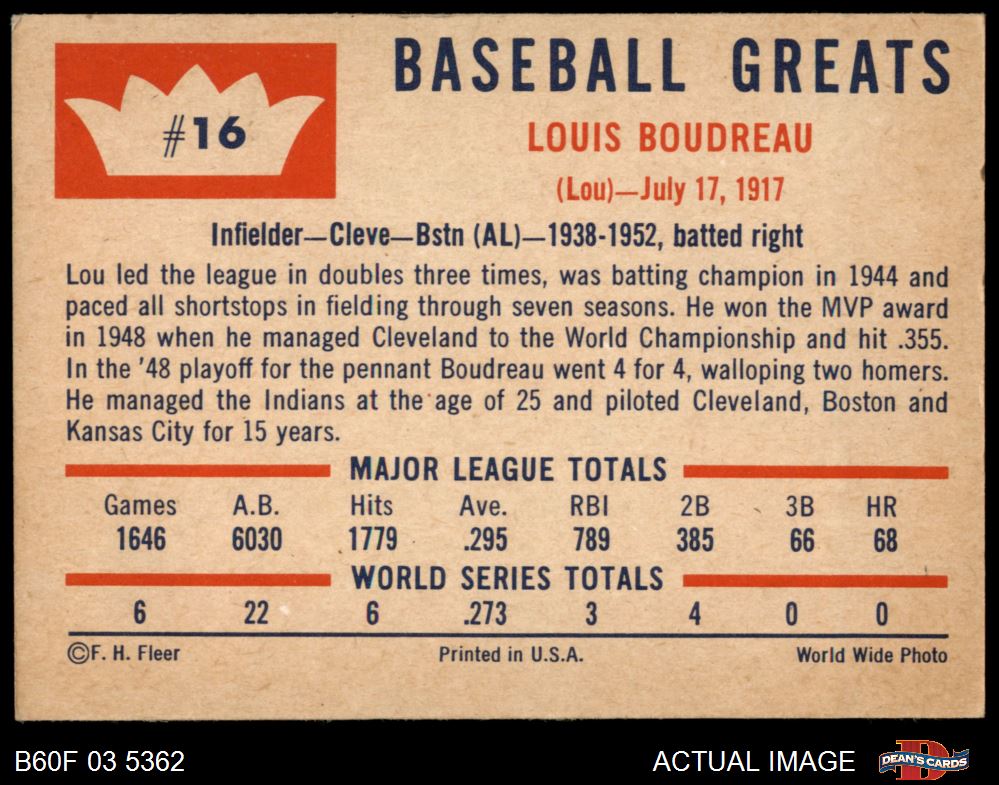 BASEBALL GREATS
#16
LOUIS BOUDREAU
(Lou)—July 17, 1917
Infielder—Cleve—Bstn (AL)—1938-1952, batted right
Lou led the league in doubles three times, was batting champion in 1944 and
paced all shortstops in fielding through seven seasons. He won the MVP award
in 1948 when he managed Cleveland to the World Championship and hit .355.
In the '48 playoff for the pennant Boudreau went 4 for 4, walloping two homers.
He managed the Indians at the age of 25 and piloted Cleveland, Boston and
Kansas City for 15 years.
MAJOR LEAGUE TOTALS
Games A.B. Hits Ave. RBI 2B 3B HR
1646 6030 1779 .295 789 385 66 68
WORLD SERIES TOTALS
6 22 6 .273 3 4 0 0
©F. H. Fleer Printed in U.S.A. World Wide Photo
B60F 03 5362 ACTUAL IMAGE DEAN'S CARDS